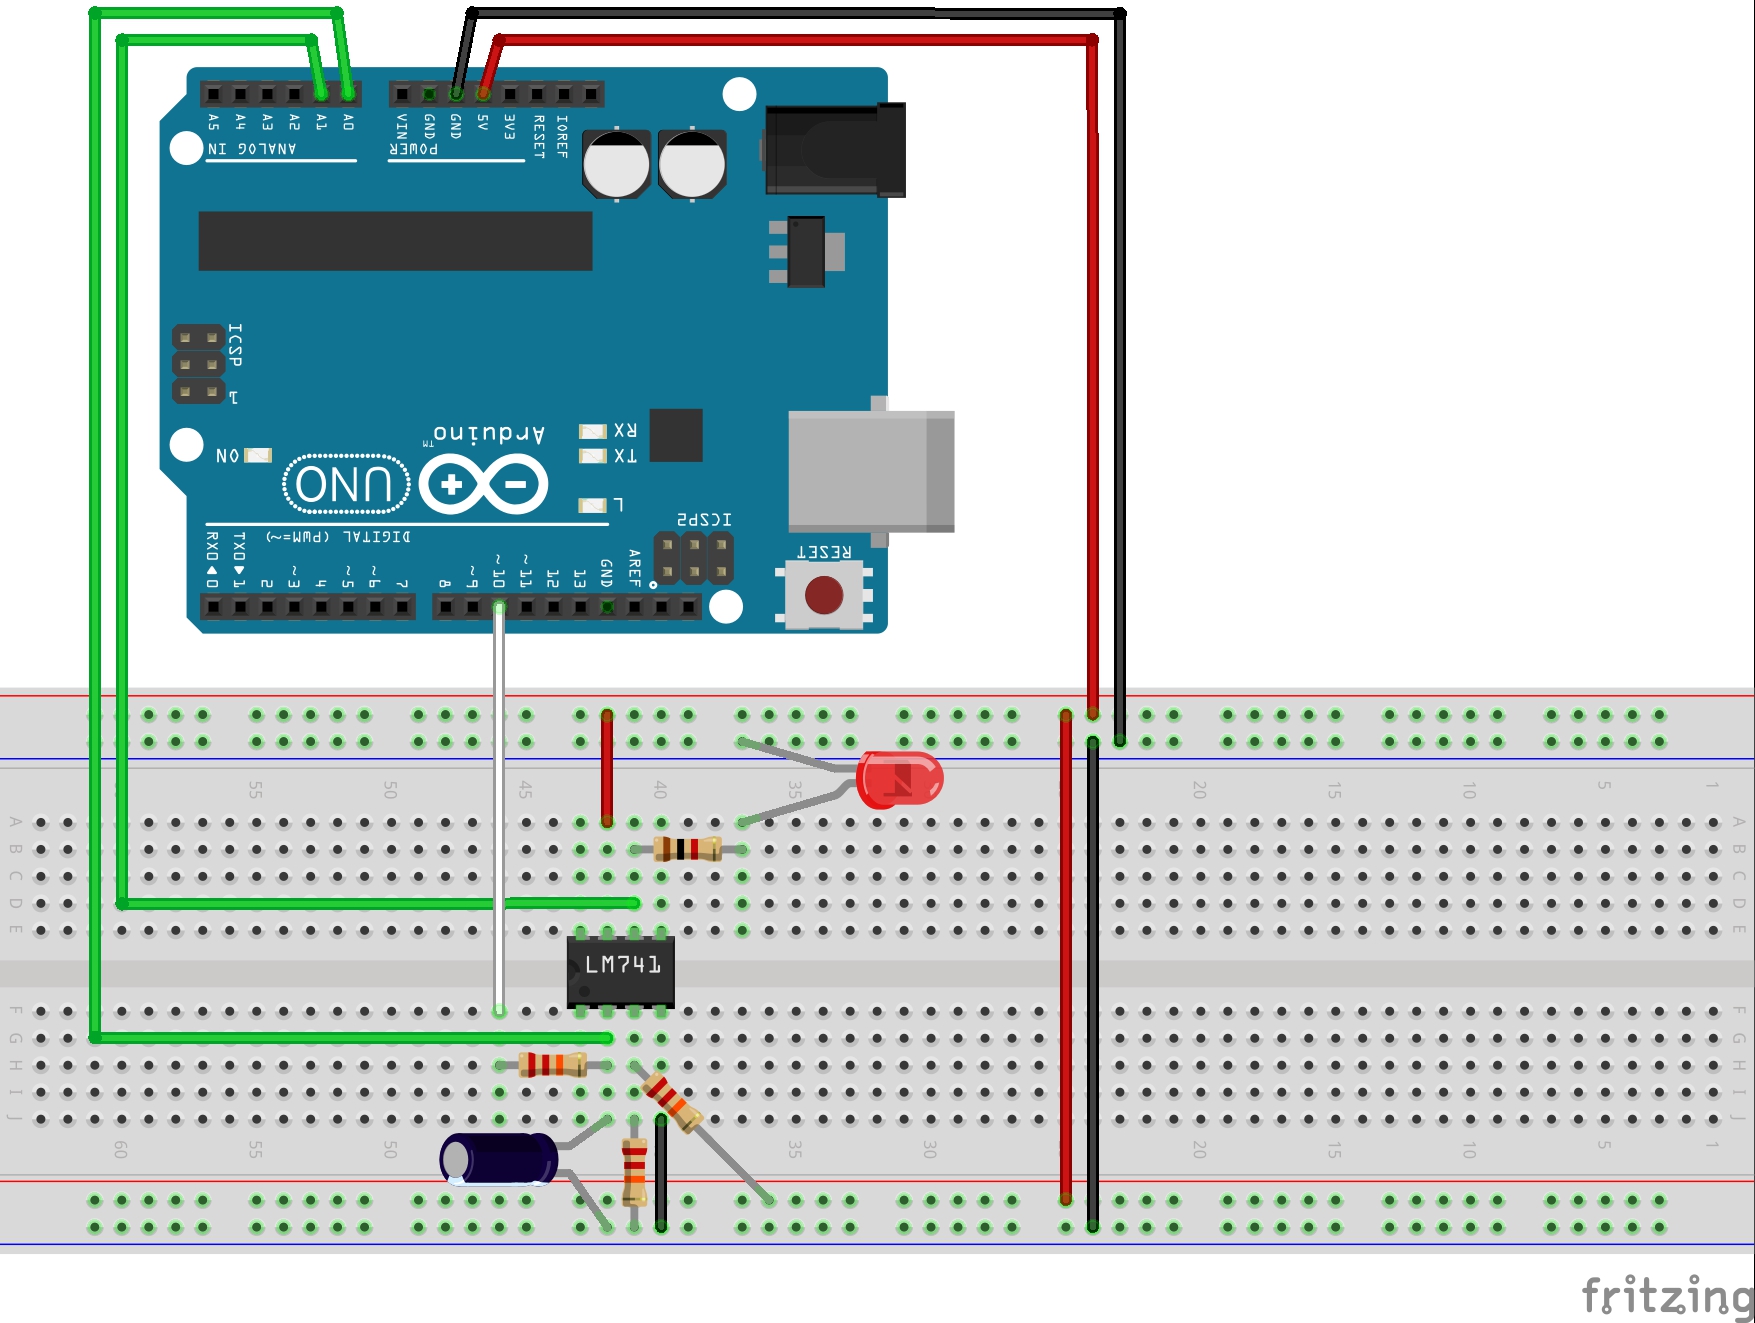 A5 A4 A3 A2 A1 A0 VIN GND GND 5V 3V3 RESET IOREF
ANALOG IN POWER
ICSP
1
Arduino™
ON UNO RX
TX
L
ICSP2
RESET
DIGITAL (PWM=~)
RX0 TX0
0 1 2 ~3 4 ~5 ~6 7 8 ~9 ~10 ~11 12 13 GND AREF
55 50 45 40 35 20 15 10 5 1
A A
B B
C C
D D
E E
LM741
F F
G G
H H
I I
J J
60 55 50 35 30 20 15 10 5 1
fritzing